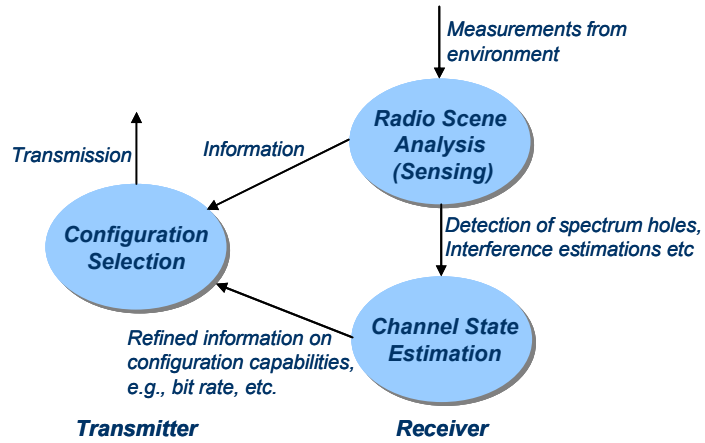 Measurements from
environment
Radio Scene
Analysis
(Sensing)
Transmission
Information
Configuration
Selection
Detection of spectrum holes,
Interference estimations etc
Channel State
Estimation
Refined information on
configuration capabilities,
e.g., bit rate, etc.
Transmitter
Receiver